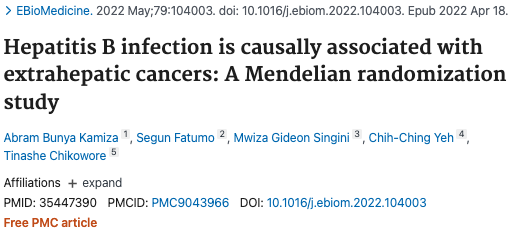 > EBioMedicine. 2022 May;79:104003. doi: 10.1016/j.ebiom.2022.104003. Epub 2022 Apr 18.
Hepatitis B infection is causally associated with
extrahepatic cancers: A Mendelian randomization
study
Abram Bunya Kamiza 1, Segun Fatumo 2, Mwiza Gideon Singini 3, Chih-Ching Yeh 4,
Tinashe Chikowore 5
Affiliations + expand
PMID: 35447390 PMCID: PMC9043966 DOI: 10.1016/j.ebiom.2022.104003
Free PMC article